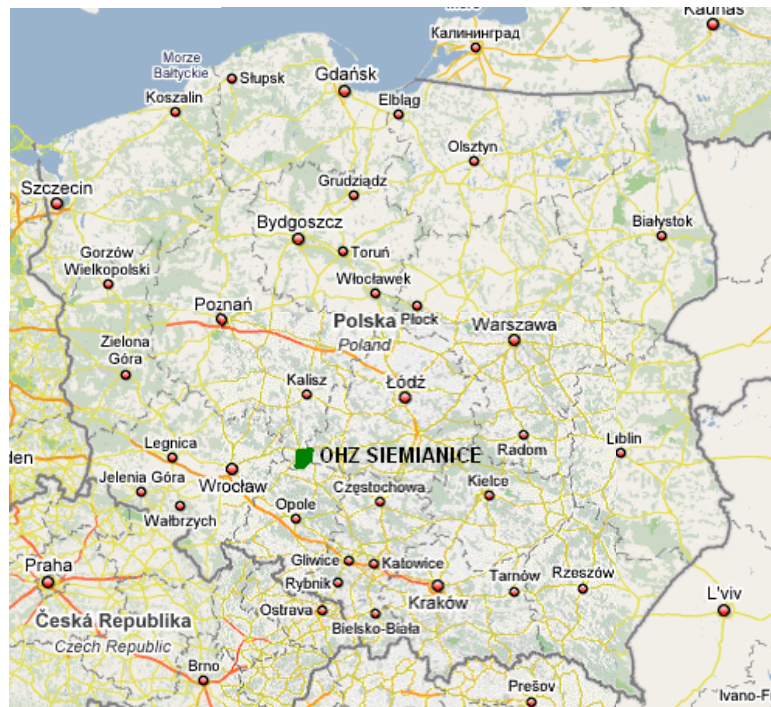 Kaunas
Калининград
Morze
Bałtyckie
Słupsk
Gdańsk
Koszalin
Elbląg
Olsztyn
Grudziądz
Szczecin
Bydgoszcz
Białystok
Toruń
Gorzów
Wielkopolski
Włocławek
Poznań
Polska
Płock
Warszawa
Poland
Zielona
Góra
Kalisz
Łódź
Legnica
OHZ SIEMIANICE
Radom
Lublin
den
Jelenia Góra
Wrocław
Częstochowa
Kielce
Wałbrzych
Opole
Praha
Gliwice
Katowice
Rybnik
Tarnów
Rzeszów
Kraków
L'viv
Česká Republika
Ostrava
Bielsko-Biała
Czech Republic
Brno
Prešov
Ivano-F